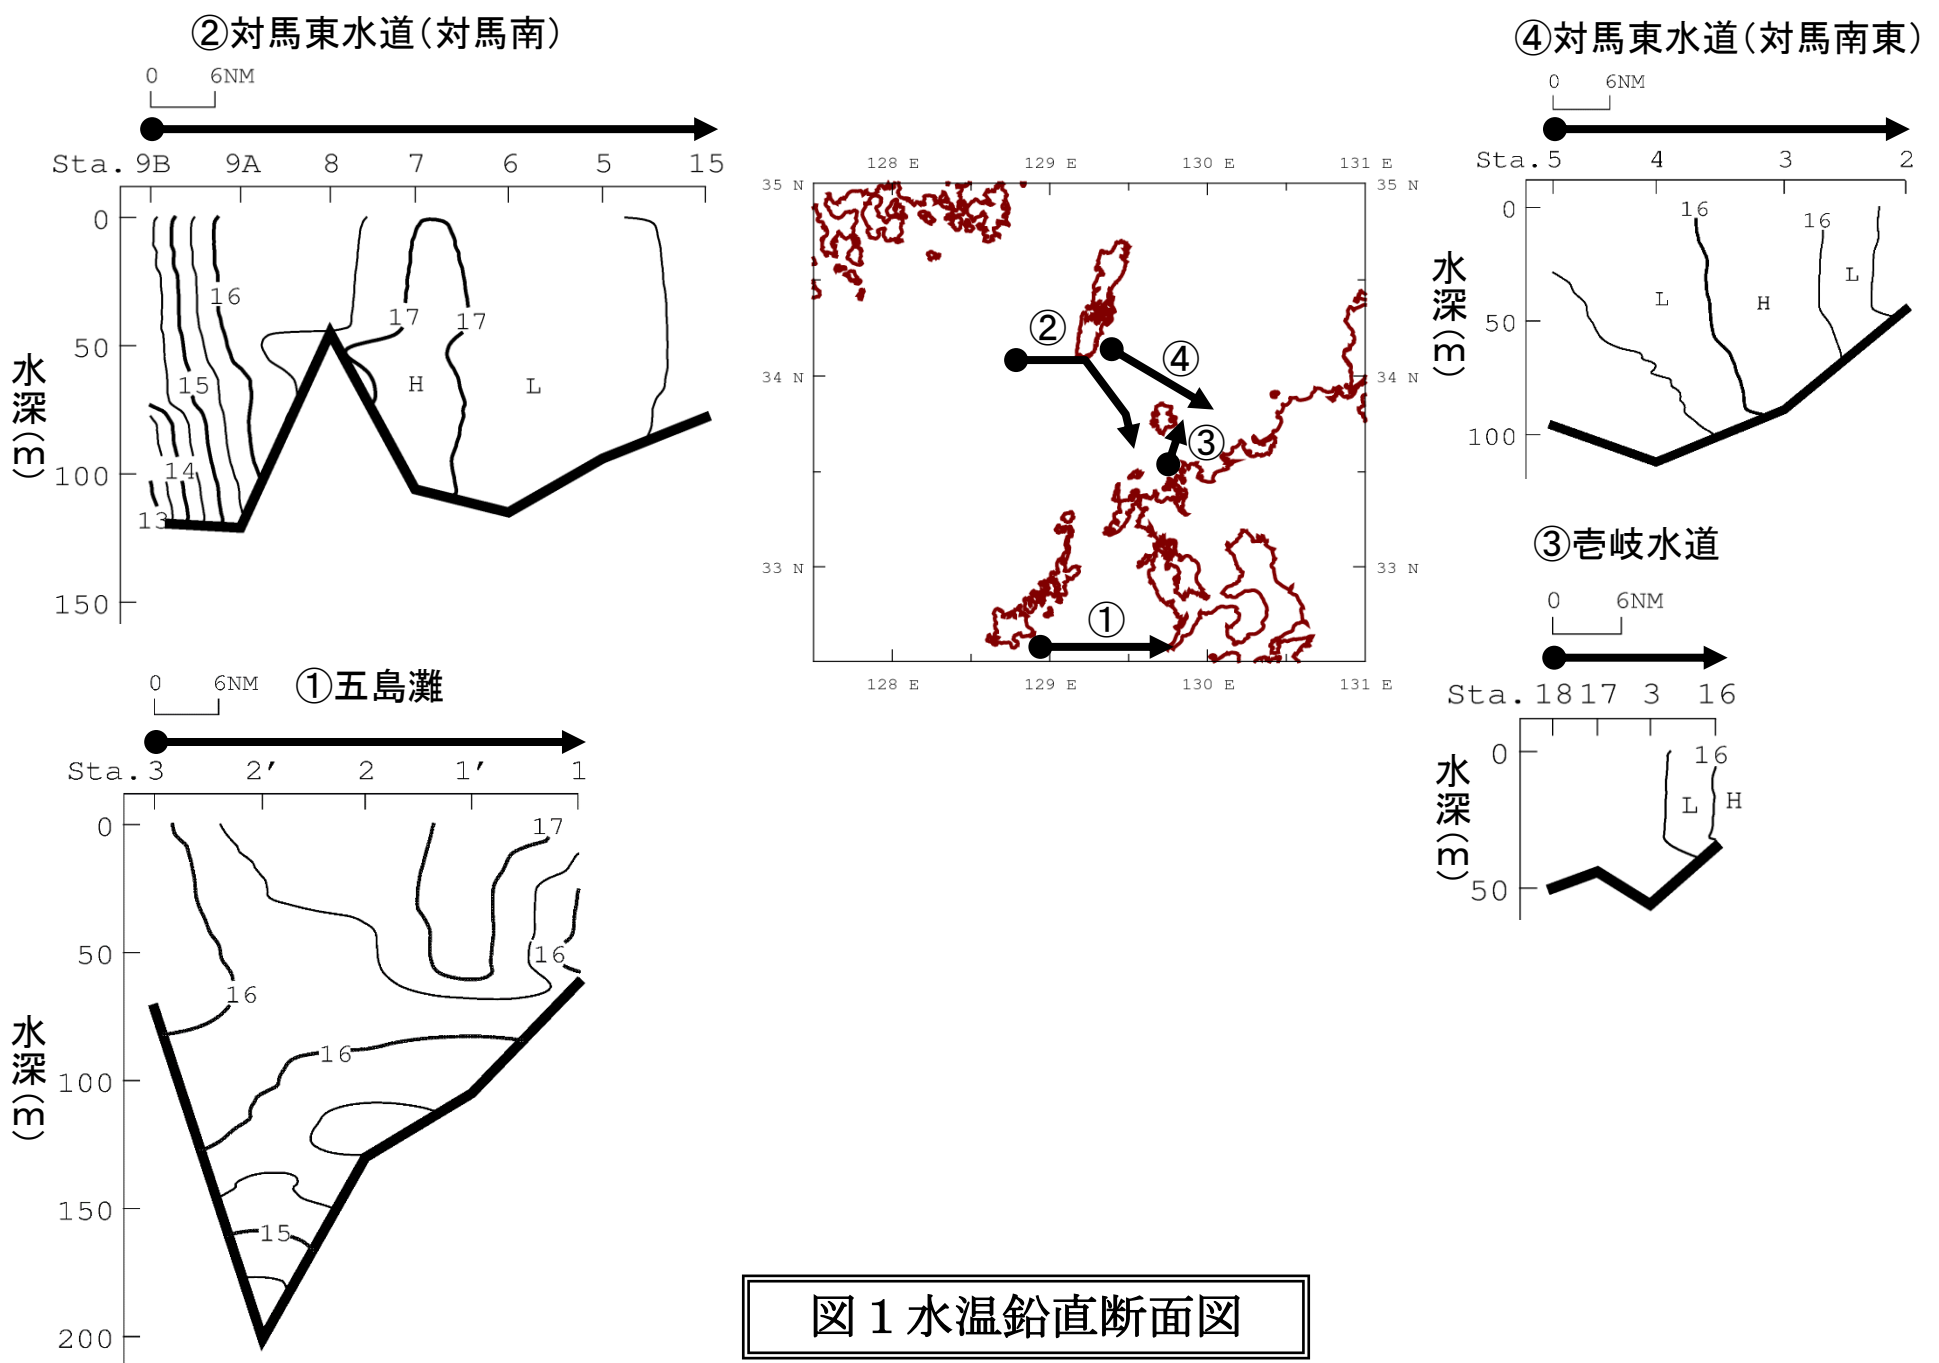 ②対馬東水道(対馬南)
0 6NM
Sta. 9B 9A 8 7 6 5 15
0
50
100
150
水深(m)
16
15
14
13
17
17
H
L
128 E 129 E 130 E 131 E
35 N 35 N
34 N 34 N
33 N 33 N
128 E 129 E 130 E 131 E
②
④
③
①
④対馬東水道(対馬南東)
0 6NM
Sta. 5 4 3 2
0
50
100
水深(m)
16
16
L
H
L
③壱岐水道
0 6NM
Sta. 18 17 3 16
0
50
水深(m)
16
L
H
①五島灘
0 6NM
Sta. 3 2' 2 1' 1
0
50
100
150
200
水深(m)
17
16
16
16
15
図1水温鉛直断面図